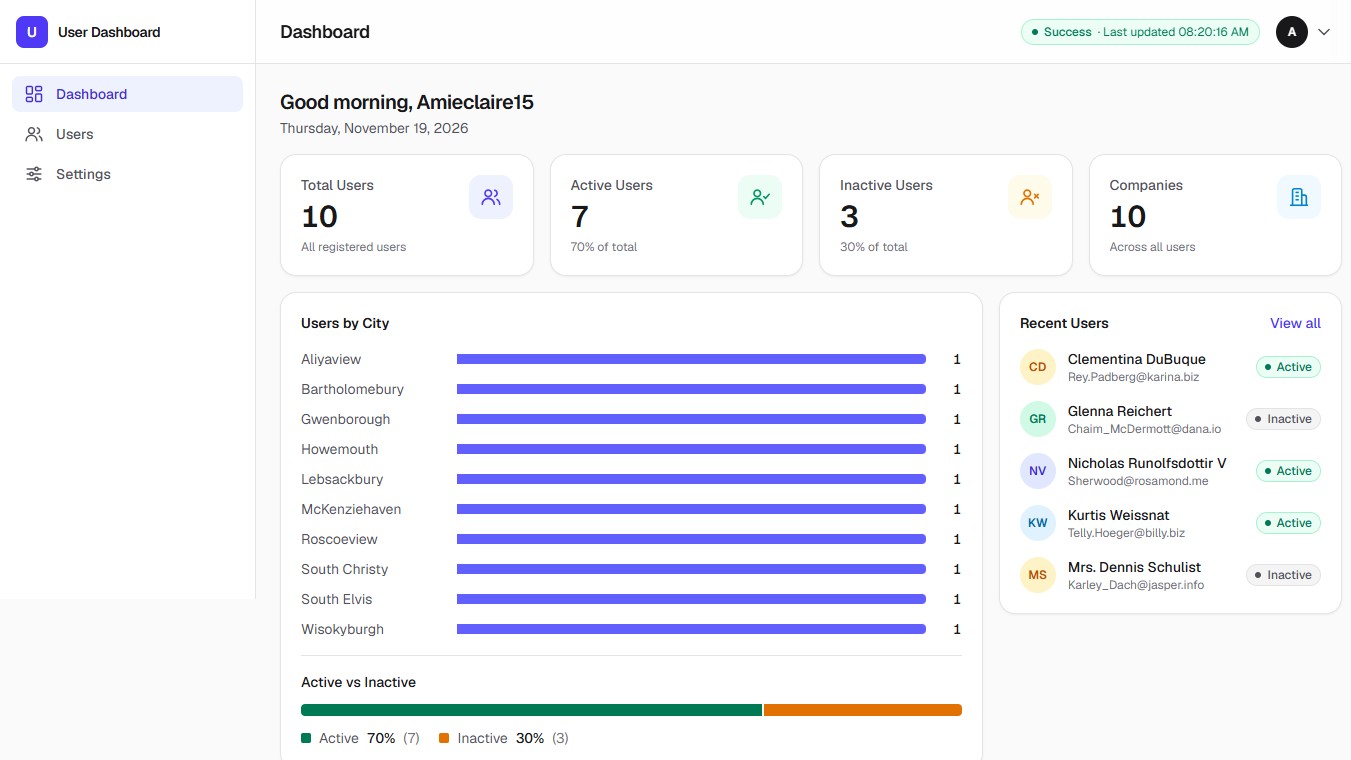 U User Dashboard
Dashboard
Success · Last updated 08:20:16 AM
A
Dashboard
Users
Settings
Good morning, Amieclaire15
Thursday, November 19, 2026
Total Users
10
All registered users
Active Users
7
70% of total
Inactive Users
3
30% of total
Companies
10
Across all users
Users by City
Aliyaview 1
Bartholomebury 1
Gwenborough 1
Howemouth 1
Lebsackbury 1
McKenziehaven 1
Roscoeview 1
South Christy 1
South Elvis 1
Wisokyburgh 1
Active vs Inactive
Active 70% (7) Inactive 30% (3)
Recent Users View all
CD Clementina DuBuque Active
Rey.Padberg@karina.biz
GR Glenna Reichert Inactive
Chaim_McDermott@dana.io
NV Nicholas Runolfsdottir V Active
Sherwood@rosamond.me
KW Kurtis Weissnat Active
Telly.Hoeger@billy.biz
MS Mrs. Dennis Schulist Inactive
Karley_Dach@jasper.info